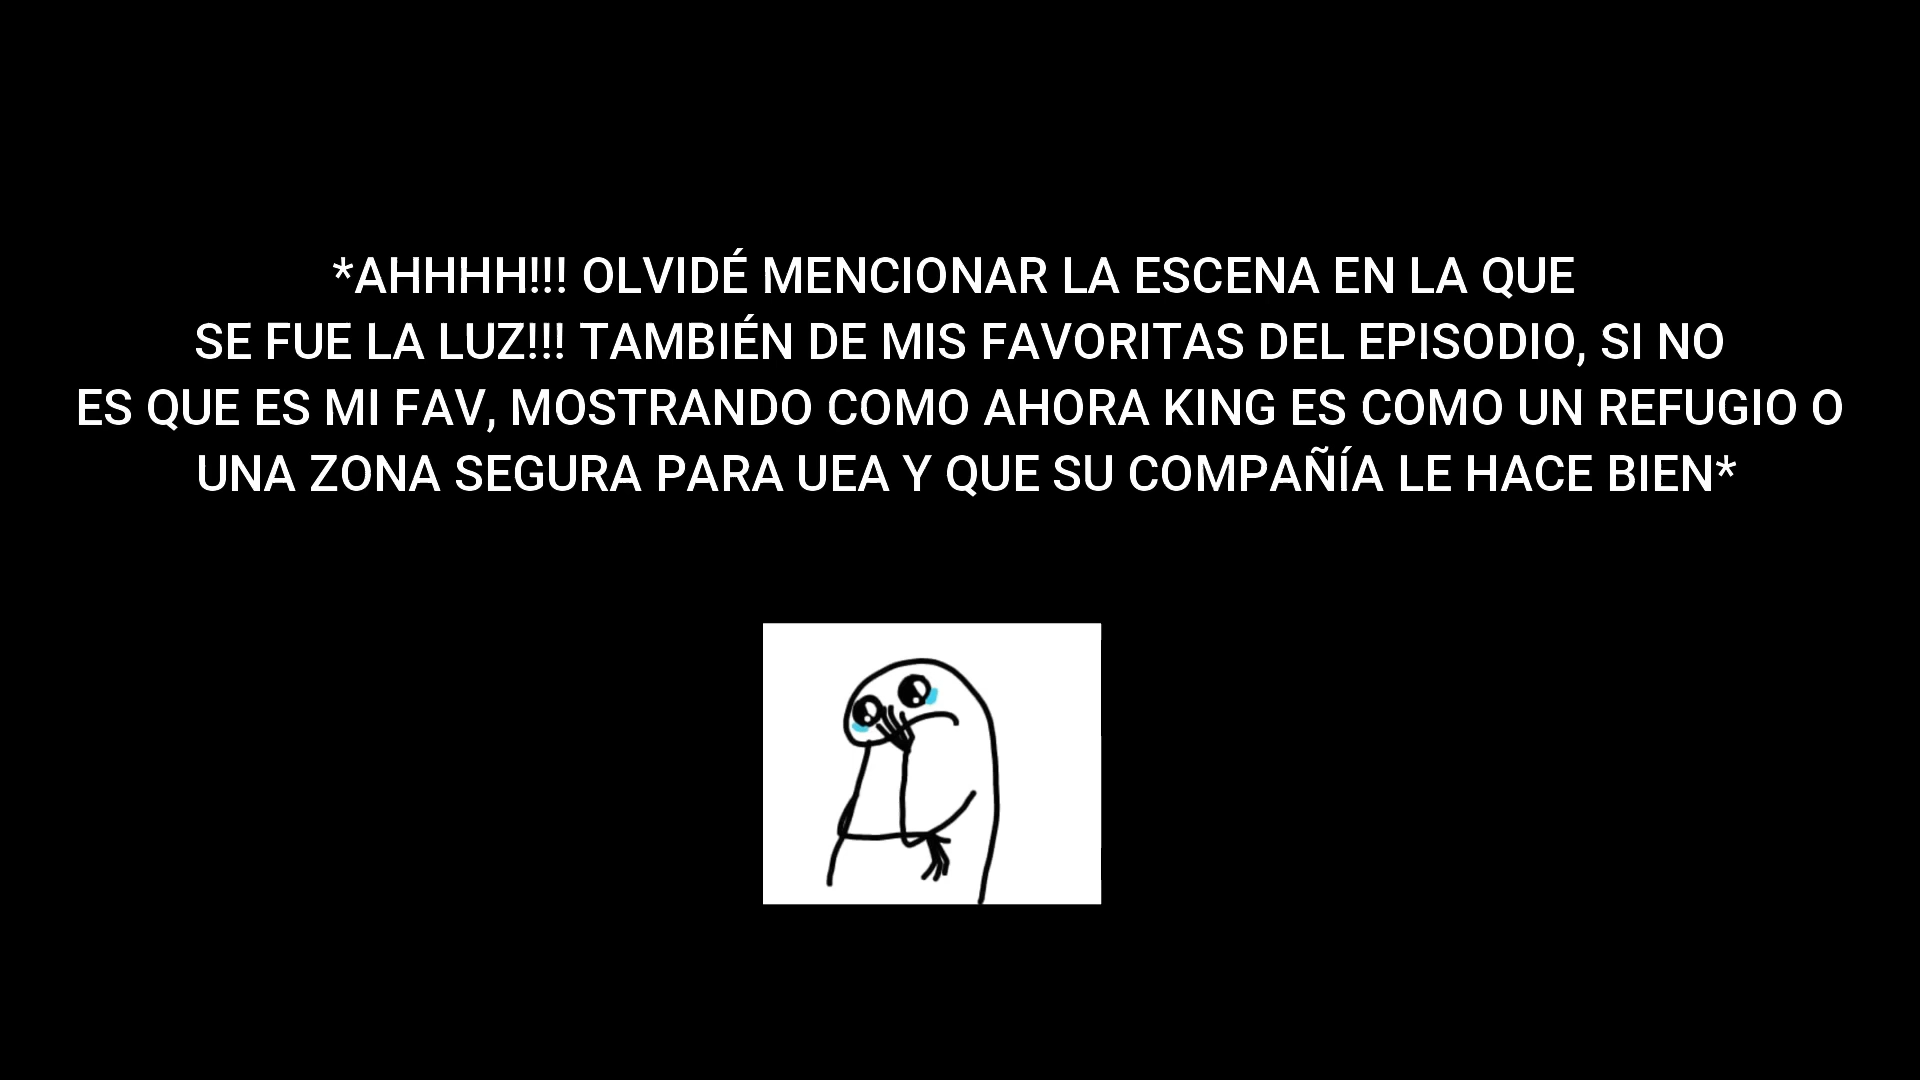 *AHHHH!!! OLVIDÉ MENCIONAR LA ESCENA EN LA QUE
SE FUE LA LUZ!!! TAMBIÉN DE MIS FAVORITAS DEL EPISODIO, SI NO
ES QUE ES MI FAV, MOSTRANDO COMO AHORA KING ES COMO UN REFUGIO O
UNA ZONA SEGURA PARA UEA Y QUE SU COMPAÑÍA LE HACE BIEN*